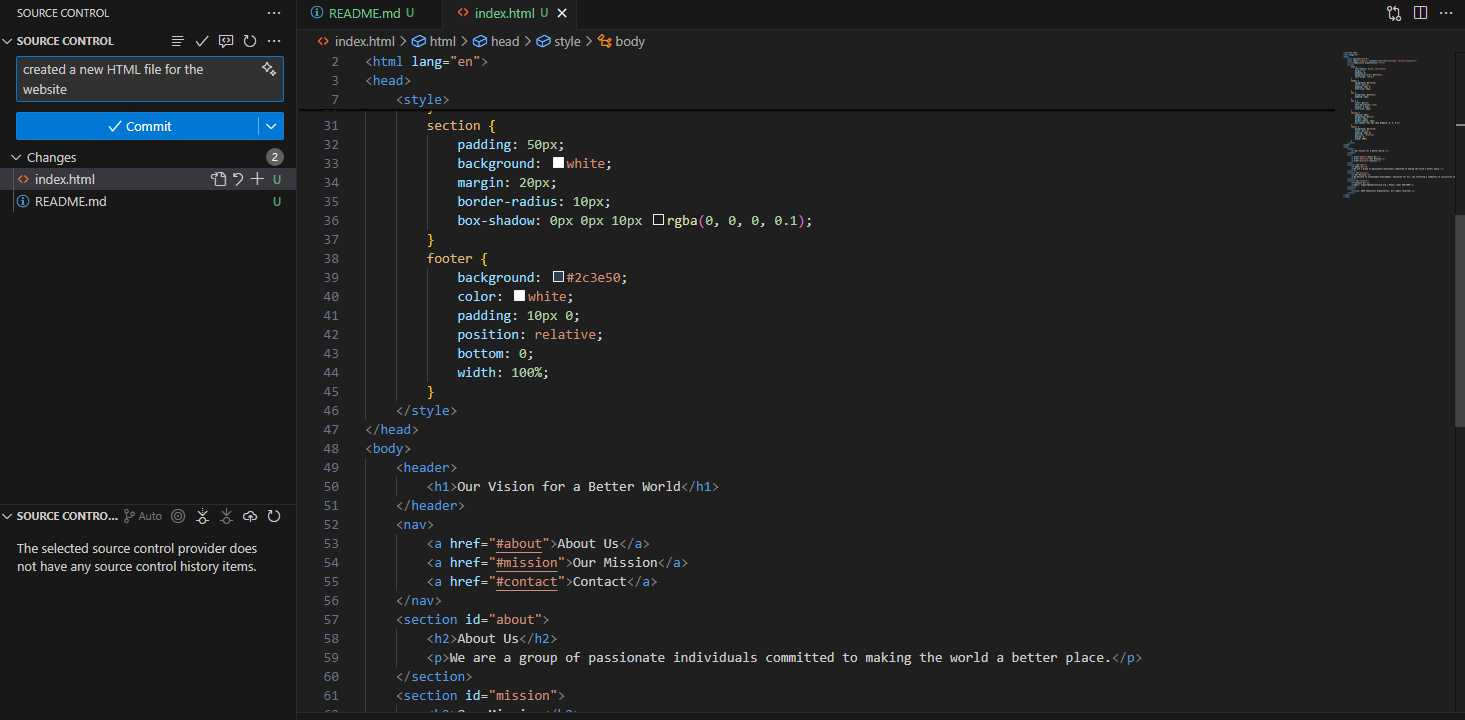 SOURCE CONTROL
SOURCE CONTROL
created a new HTML file for the
website
Commit
Changes
2
index.html U
README.md U
SOURCE CONTRO... Auto
The selected source control provider does
not have any source control history items.
README.md U
index.html U
index.html > html > head > style > body
2 <html lang="en">
3 <head>
7 <style>
31 section {
32 padding: 50px;
33 background: white;
34 margin: 20px;
35 border-radius: 10px;
36 box-shadow: 0px 0px 10px rgba(0, 0, 0, 0.1);
37 }
38 footer {
39 background: #2c3e50;
40 color: white;
41 padding: 10px 0;
42 position: relative;
43 bottom: 0;
44 width: 100%;
45 }
46 </style>
47 </head>
48 <body>
49 <header>
50 <h1>Our Vision for a Better World</h1>
51 </header>
52 <nav>
53 <a href="#about">About Us</a>
54 <a href="#mission">Our Mission</a>
55 <a href="#contact">Contact</a>
56 </nav>
57 <section id="about">
58 <h2>About Us</h2>
59 <p>We are a group of passionate individuals committed to making the world a better place.</p>
60 </section>
61 <section id="mission">